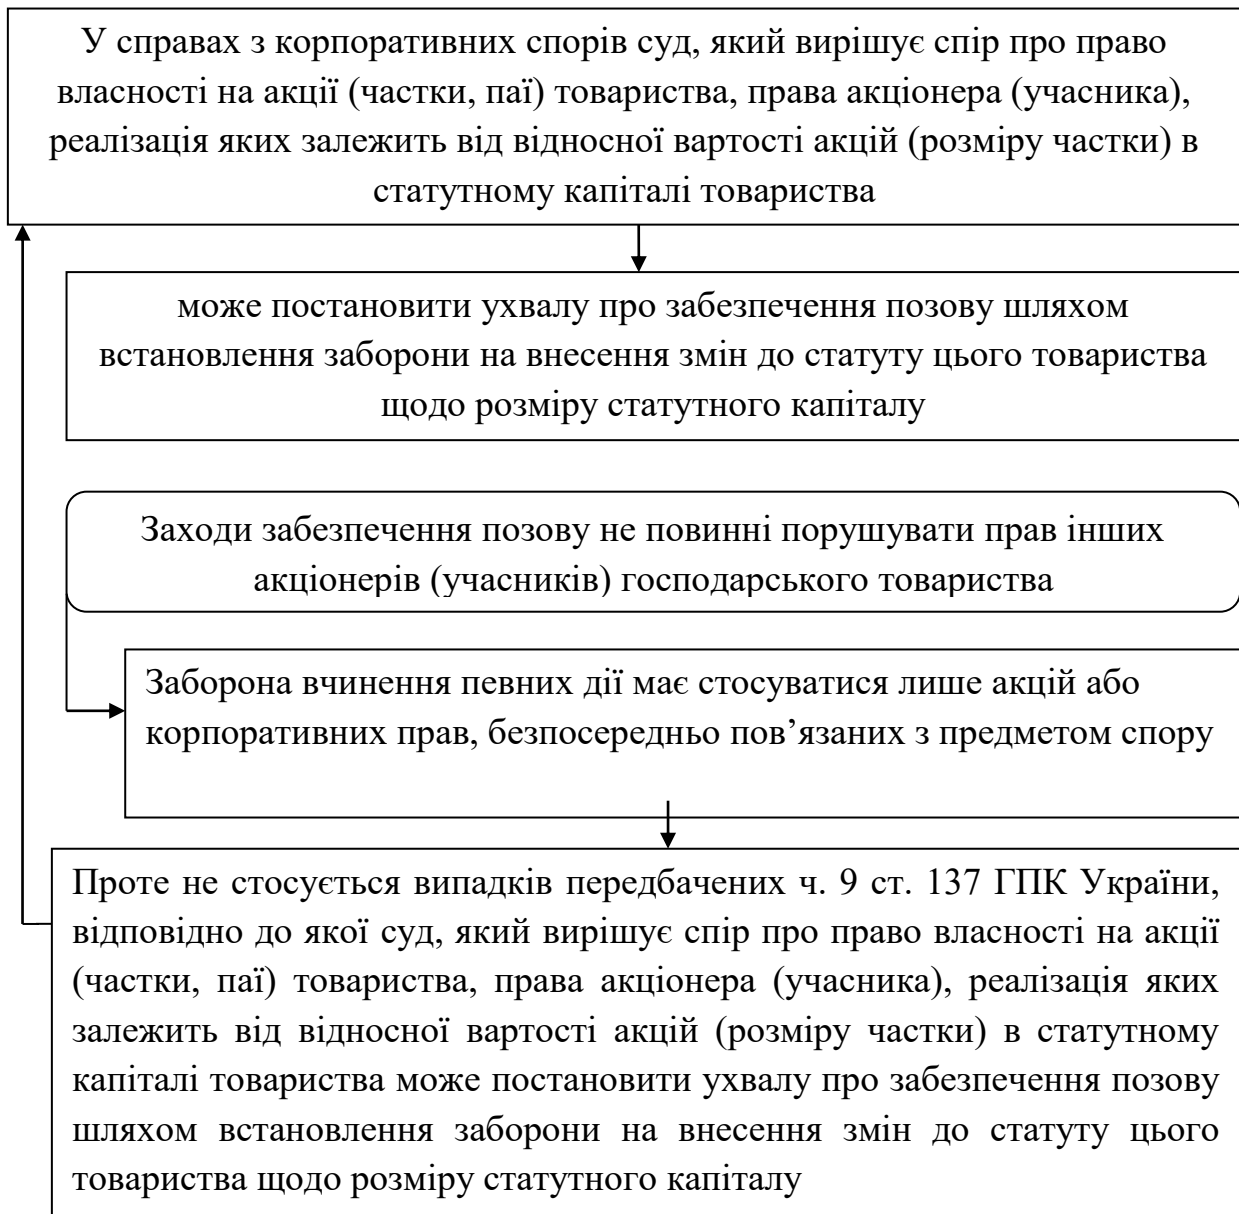 У справах з корпоративних спорів суд, який вирішує спір про право
власності на акції (частки, паї) товариства, права акціонера (учасника),
реалізація яких залежить від відносної вартості акцій (розміру частки) в
статутному капіталі товариства
може постановити ухвалу про забезпечення позову шляхом
встановлення заборони на внесення змін до статуту цього товариства
щодо розміру статутного капіталу
Заходи забезпечення позову не повинні порушувати прав інших
акціонерів (учасників) господарського товариства
Заборона вчинення певних дії має стосуватися лише акцій або
корпоративних прав, безпосередньо пов’язаних з предметом спору
Проте не стосується випадків передбачених ч. 9 ст. 137 ГПК України,
відповідно до якої суд, який вирішує спір про право власності на акції
(частки, паї) товариства, права акціонера (учасника), реалізація яких
залежить від відносної вартості акцій (розміру частки) в статутному
капіталі товариства може постановити ухвалу про забезпечення позову
шляхом встановлення заборони на внесення змін до статуту цього
товариства щодо розміру статутного капіталу